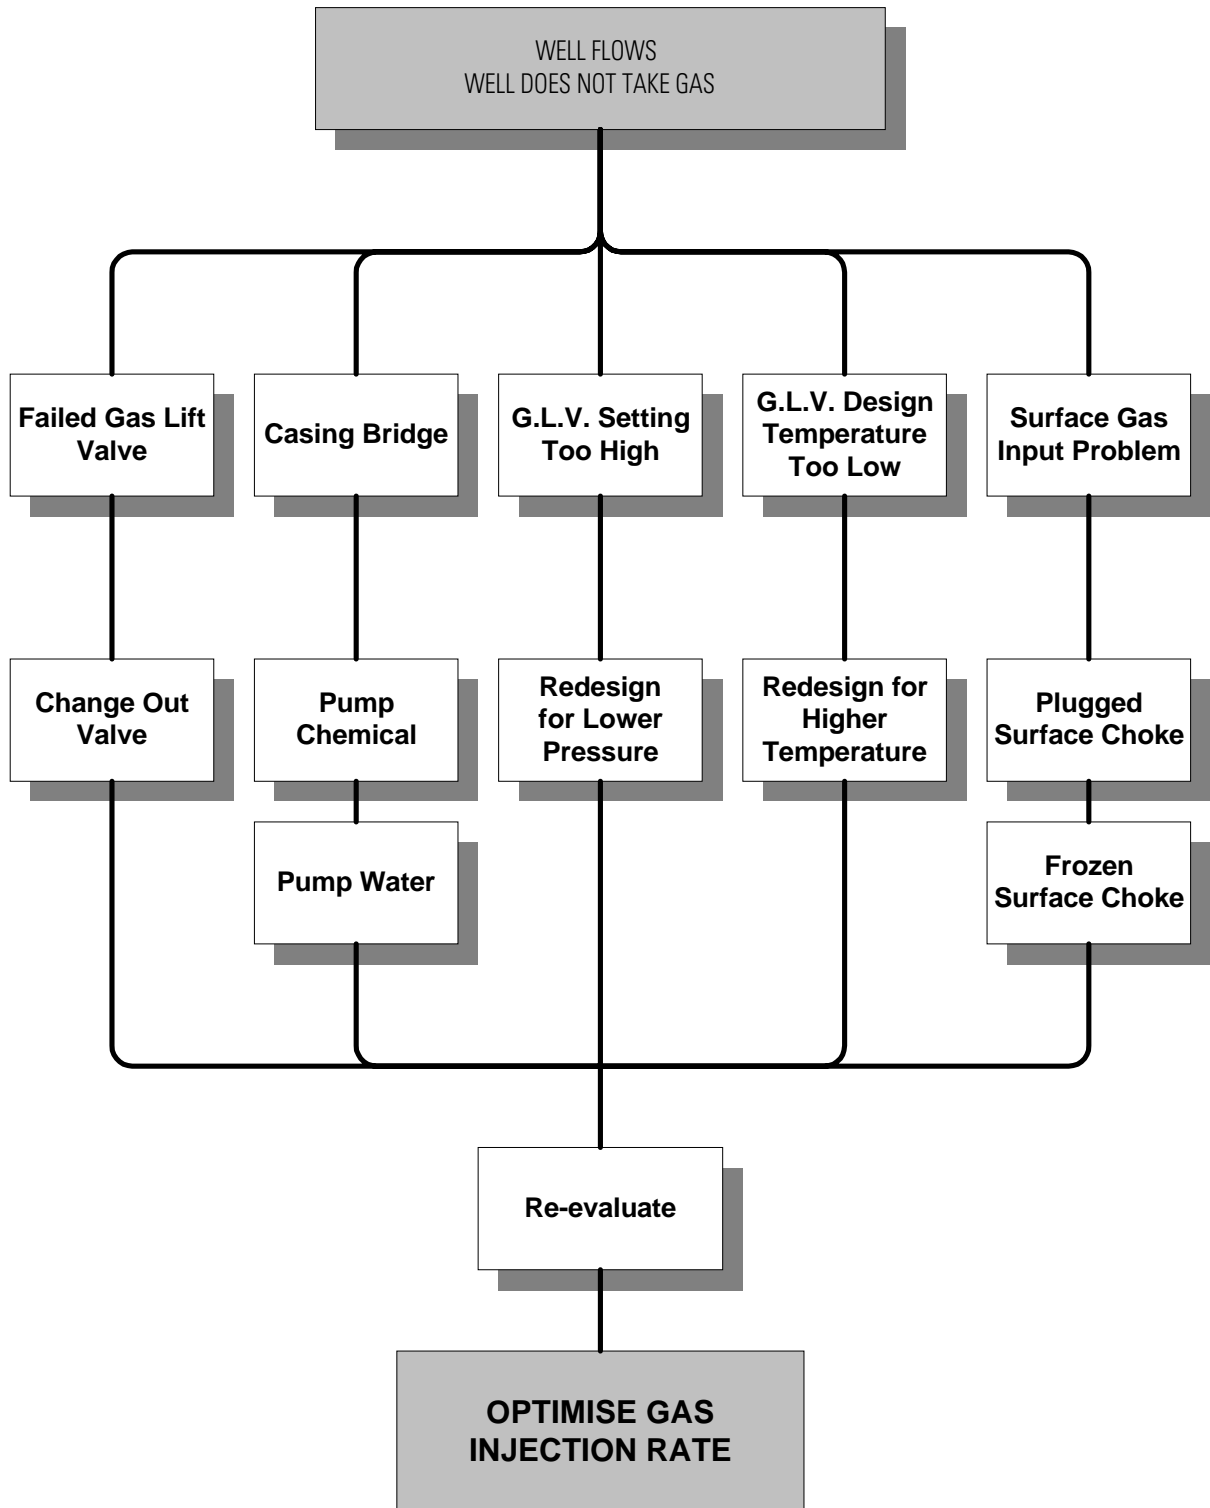 WELL FLOWS
WELL DOES NOT TAKE GAS
Failed Gas Lift
Valve
Casing Bridge
G.L.V. Setting
Too High
G.L.V. Design
Temperature
Too Low
Surface Gas
Input Problem
Change Out
Valve
Pump
Chemical
Redesign
for Lower
Pressure
Redesign for
Higher
Temperature
Plugged
Surface Choke
Pump Water
Frozen
Surface Choke
Re-evaluate
OPTIMISE GAS
INJECTION RATE